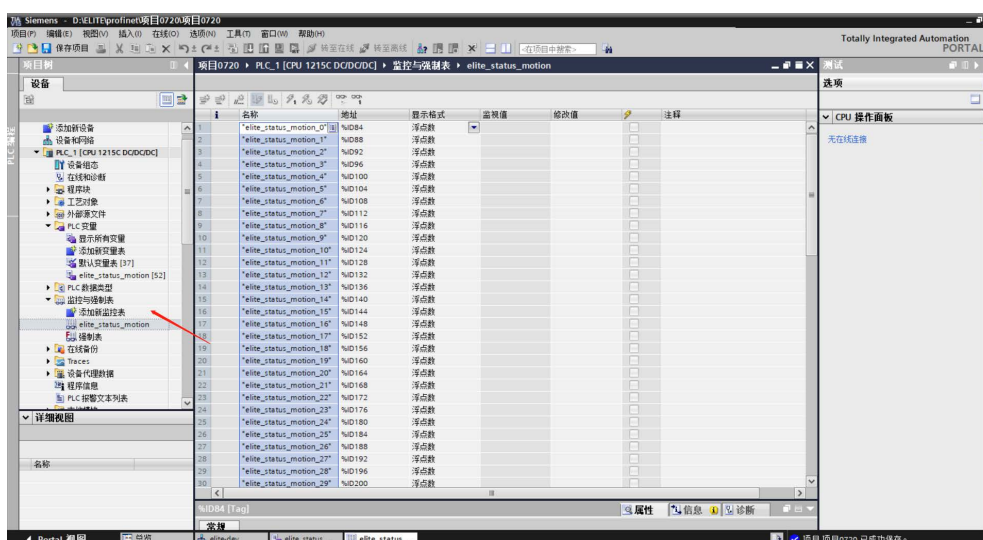 Siemens - D:\ELITE\profinet\项目0720\项目0720
项目(P) 编辑(E) 视图(V) 插入(I) 在线(O) 选项(N) 工具(T) 窗口(W) 帮助(H)
Totally Integrated Automation
PORTAL
保存项目 转至在线 转至离线 <在项目中搜索>
项目树
项目0720 PLC_1 [CPU 1215C DC/DC/DC] 监控与强制表 elite_status_motion
测试
设备
选项
i 名称 地址 显示格式 监视值 修改值 注释
CPU 操作面板
无在线连接
添加新设备
设备和网络
PLC_1 [CPU 1215C DC/DC/DC]
设备组态
在线和诊断
程序块
工艺对象
外部源文件
PLC 变量
显示所有变量
添加新变量表
默认变量表 [37]
elite_status_motion [52]
PLC 数据类型
监控与强制表
添加新监控表
elite_status_motion
强制表
在线备份
Traces
设备代理数据
程序信息
PLC 报警文本列表
详细视图
名称
1 "elite_status_motion_0" %ID84 浮点数
2 "elite_status_motion_1" %ID88 浮点数
3 "elite_status_motion_2" %ID92 浮点数
4 "elite_status_motion_3" %ID96 浮点数
5 "elite_status_motion_4" %ID100 浮点数
6 "elite_status_motion_5" %ID104 浮点数
7 "elite_status_motion_6" %ID108 浮点数
8 "elite_status_motion_7" %ID112 浮点数
9 "elite_status_motion_8" %ID116 浮点数
10 "elite_status_motion_9" %ID120 浮点数
11 "elite_status_motion_10" %ID124 浮点数
12 "elite_status_motion_11" %ID128 浮点数
13 "elite_status_motion_12" %ID132 浮点数
14 "elite_status_motion_13" %ID136 浮点数
15 "elite_status_motion_14" %ID140 浮点数
16 "elite_status_motion_15" %ID144 浮点数
17 "elite_status_motion_16" %ID148 浮点数
18 "elite_status_motion_17" %ID152 浮点数
19 "elite_status_motion_18" %ID156 浮点数
20 "elite_status_motion_19" %ID160 浮点数
21 "elite_status_motion_20" %ID164 浮点数
22 "elite_status_motion_21" %ID168 浮点数
23 "elite_status_motion_22" %ID172 浮点数
24 "elite_status_motion_23" %ID176 浮点数
25 "elite_status_motion_24" %ID180 浮点数
26 "elite_status_motion_25" %ID184 浮点数
27 "elite_status_motion_26" %ID188 浮点数
28 "elite_status_motion_27" %ID192 浮点数
29 "elite_status_motion_28" %ID196 浮点数
30 "elite_status_motion_29" %ID200 浮点数
%ID84 [Tag]
属性 信息 诊断
常规
Portal 视图 总览 elite-dev elite_status elite_status 项目 项目0720 已成功保存。